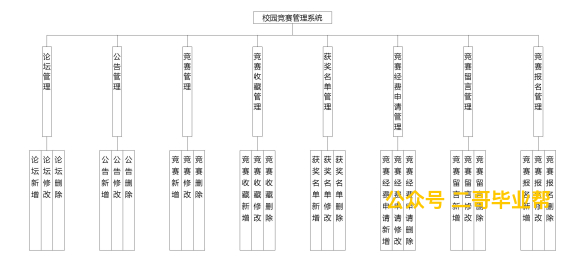 校园竞赛管理系统
论坛管理
公告管理
竞赛管理
竞赛收藏管理
获奖名单管理
竞赛经费申请管理
竞赛留言管理
竞赛报名管理
论坛新增
论坛修改
论坛删除
公告新增
公告修改
公告删除
竞赛新增
竞赛修改
竞赛删除
竞赛收藏新增
竞赛收藏修改
竞赛收藏删除
获奖名单新增
获奖名单修改
获奖名单删除
竞赛经费申请新增
竞赛经费申请修改
竞赛经费申请删除
竞赛留言新增
竞赛留言修改
竞赛留言删除
竞赛报名新增
竞赛报名修改
竞赛报名删除
公众号 二哥毕业帮